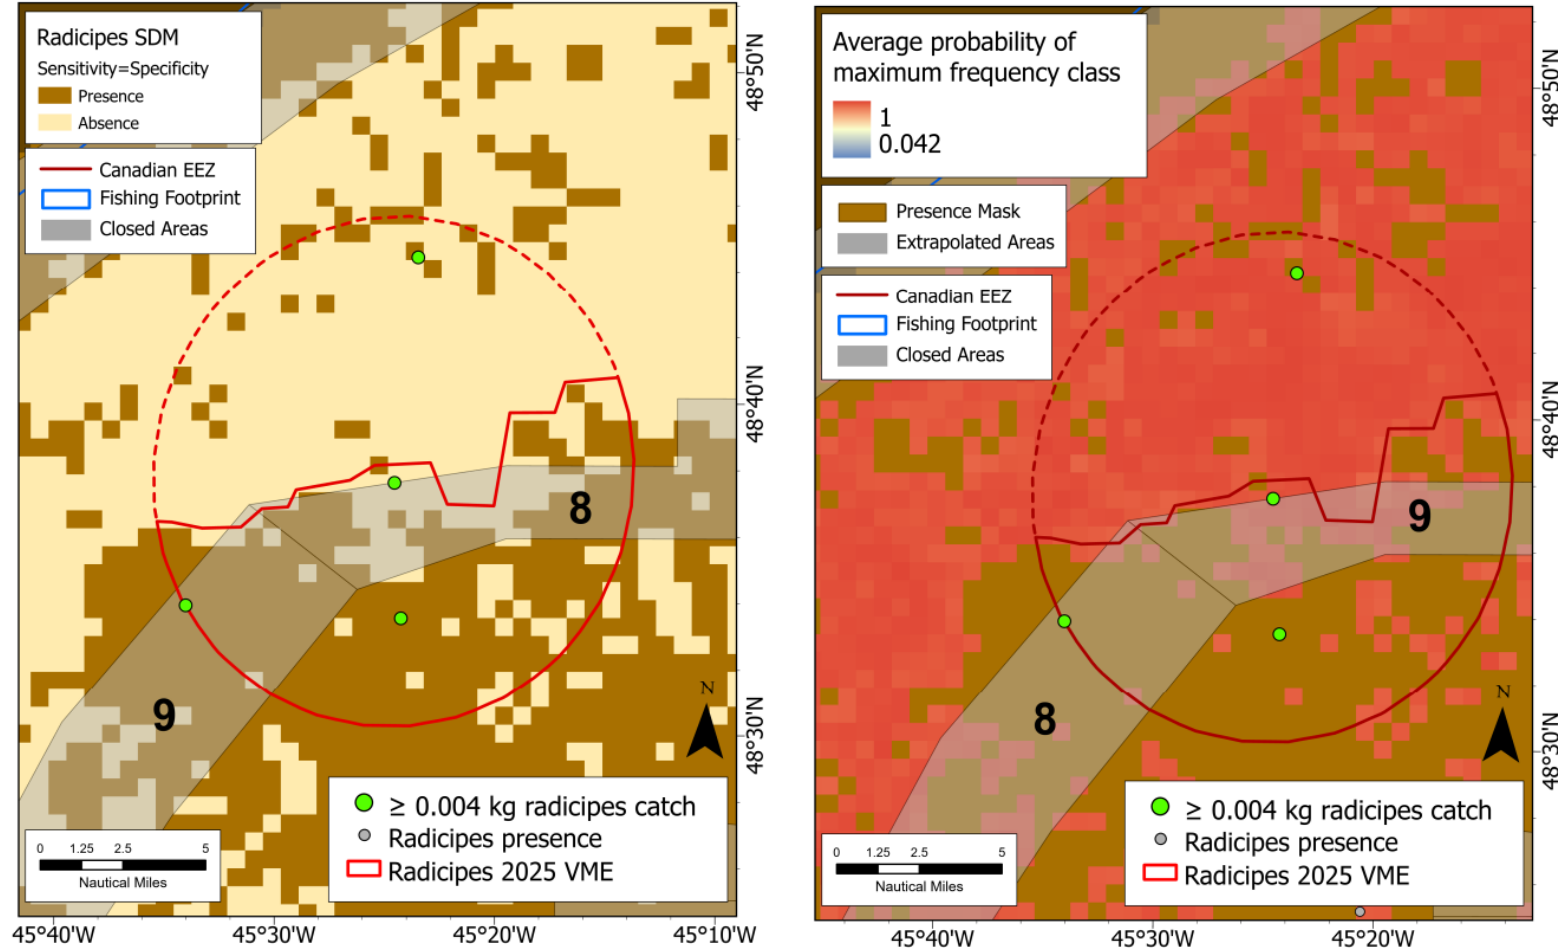 Radicipes SDM
Sensitivity=Specificity
Presence
Absence
Canadian EEZ
Fishing Footprint
Closed Areas
8
9
N
≥ 0.004 kg radicipes catch
Radicipes presence
Radicipes 2025 VME
0 1.25 2.5 5
Nautical Miles
48°50'N
48°40'N
48°30'N
45°40'W 45°30'W 45°20'W 45°10'W
Average probability of
maximum frequency class
1
0.042
Presence Mask
Extrapolated Areas
Canadian EEZ
Fishing Footprint
Closed Areas
9
8
N
≥ 0.004 kg radicipes catch
Radicipes presence
Radicipes 2025 VME
0 1.25 2.5 5
Nautical Miles
48°50'N
48°40'N
48°30'N
45°40'W 45°30'W 45°20'W